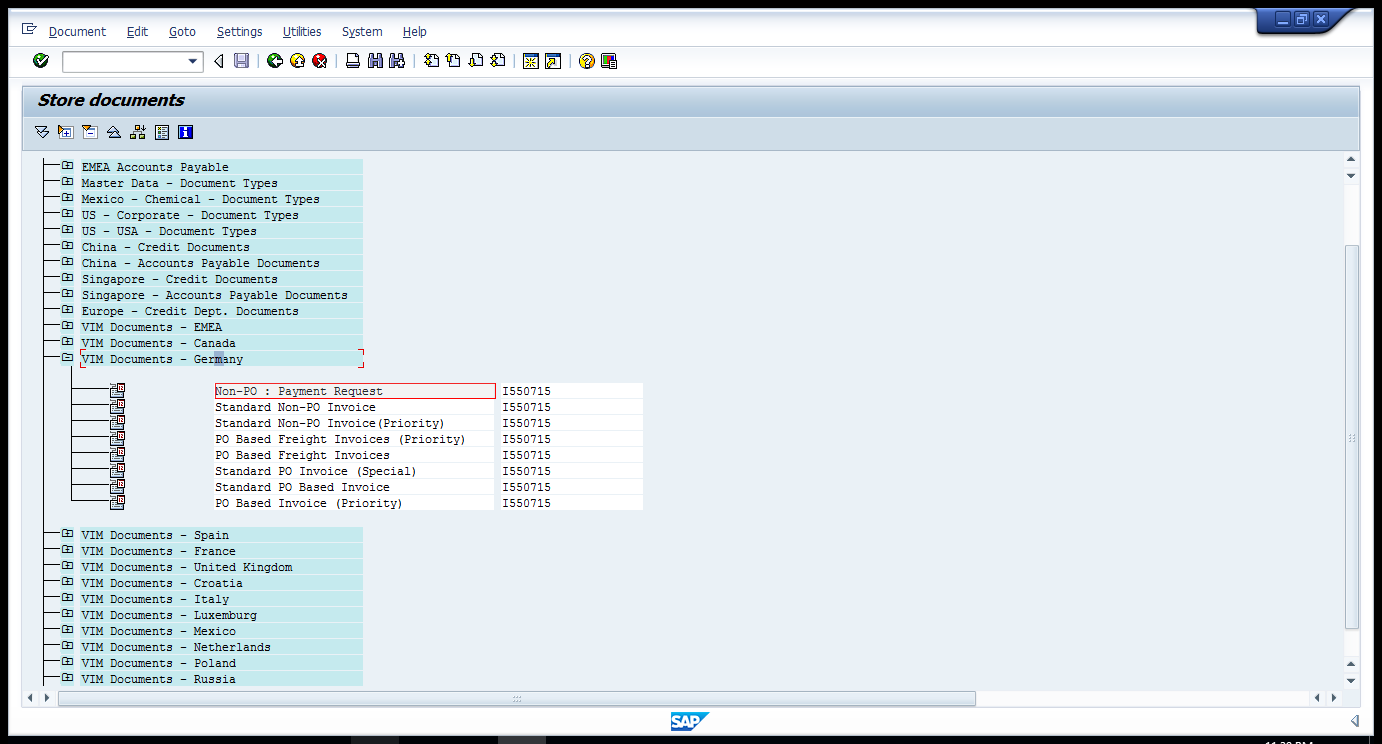 Document Edit Goto Settings Utilities System Help
Store documents
EMEA Accounts Payable
Master Data - Document Types
Mexico - Chemical - Document Types
US - Corporate - Document Types
US - USA - Document Types
China - Credit Documents
China - Accounts Payable Documents
Singapore - Credit Documents
Singapore - Accounts Payable Documents
Europe - Credit Dept. Documents
VIM Documents - EMEA
VIM Documents - Canada
VIM Documents - Germany
Non-PO : Payment Request I550715
Standard Non-PO Invoice I550715
Standard Non-PO Invoice(Priority) I550715
PO Based Freight Invoices (Priority) I550715
PO Based Freight Invoices I550715
Standard PO Invoice (Special) I550715
Standard PO Based Invoice I550715
PO Based Invoice (Priority) I550715
VIM Documents - Spain
VIM Documents - France
VIM Documents - United Kingdom
VIM Documents - Croatia
VIM Documents - Italy
VIM Documents - Luxemburg
VIM Documents - Mexico
VIM Documents - Netherlands
VIM Documents - Poland
VIM Documents - Russia
SAP